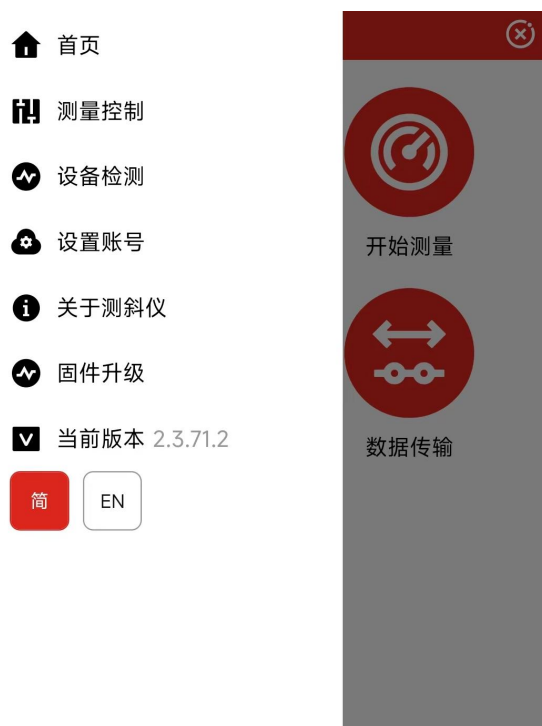 首页
测量控制
设备检测
设置账号
关于测斜仪
固件升级
当前版本 2.3.71.2
简
EN
开始测量
数据传输